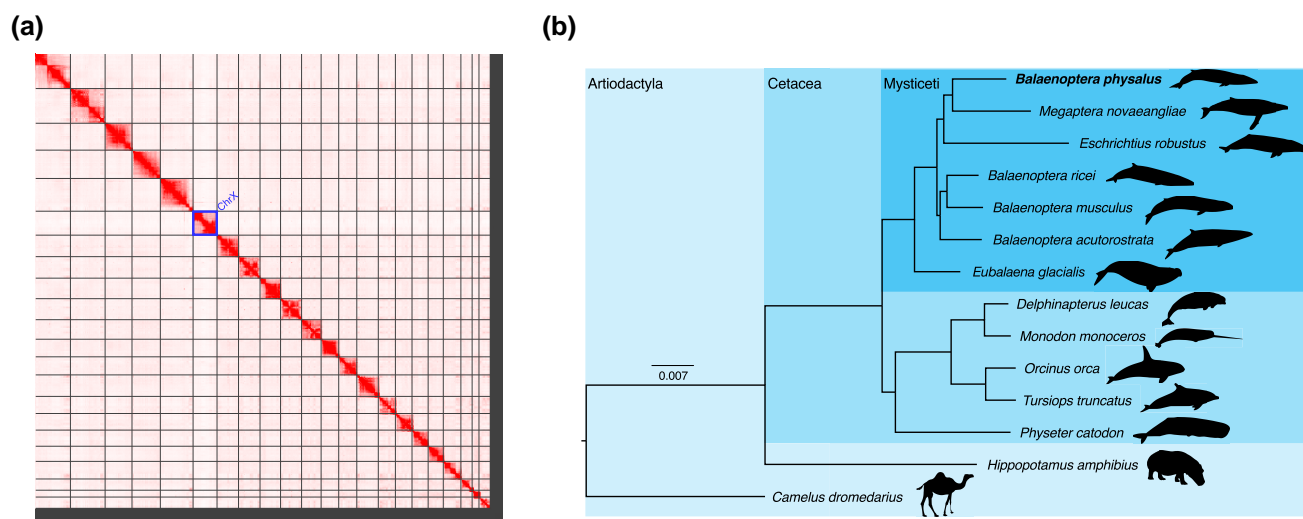 (a)
ChrX
(b)
Artiodactyla
Cetacea
Mysticeti
Balaenoptera physalus
Megaptera novaeangliae
Eschrichtius robustus
Balaenoptera ricei
Balaenoptera musculus
Balaenoptera acutorostrata
Eubalaena glacialis
Delphinapterus leucas
Monodon monoceros
Orcinus orca
Tursiops truncatus
Physeter catodon
Hippopotamus amphibius
Camelus dromedarius
0.007